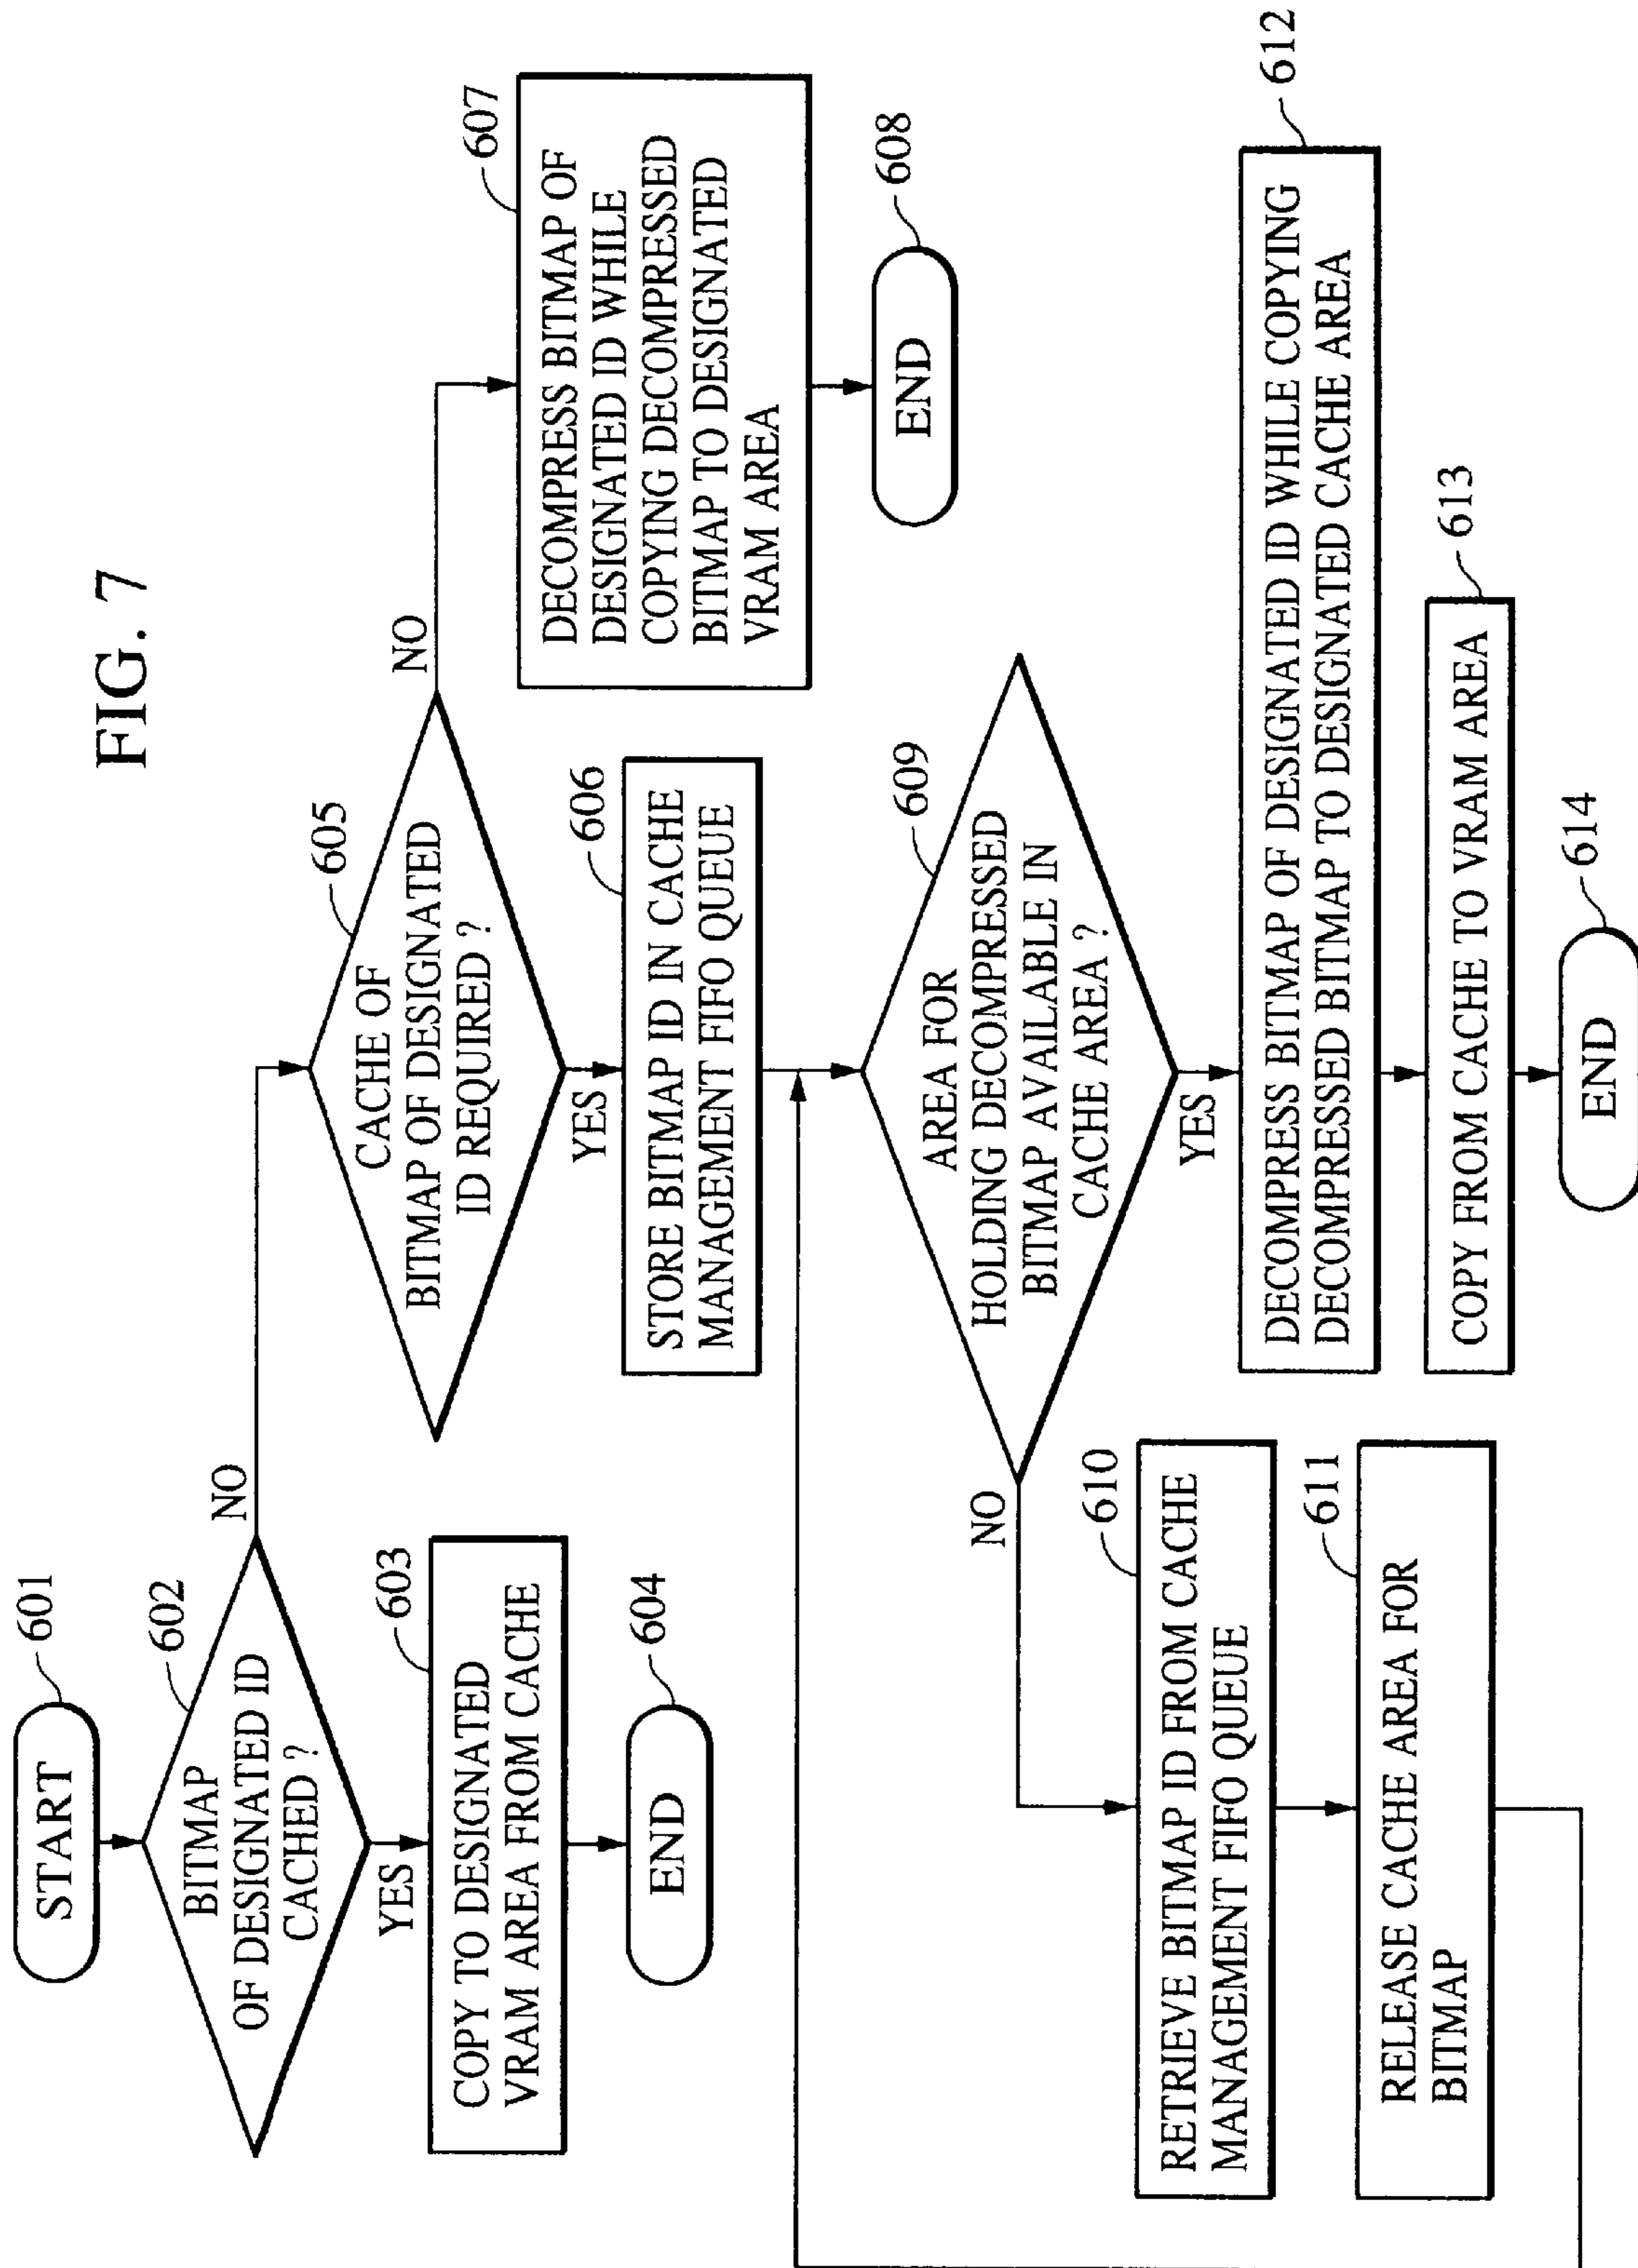 FIG. 7
START
601
BITMAP
OF DESIGNATED ID
CACHED ?
602
NO
YES
COPY TO DESIGNATED
VRAM AREA FROM CACHE
603
END
604
CACHE OF
BITMAP OF DESIGNATED
ID REQUIRED ?
605
NO
YES
STORE BITMAP ID IN CACHE
MANAGEMENT FIFO QUEUE
606
DECOMPRESS BITMAP OF
DESIGNATED ID WHILE
COPYING DECOMPRESSED
BITMAP TO DESIGNATED
VRAM AREA
607
END
608
AREA FOR
HOLDING DECOMPRESSED
BITMAP AVAILABLE IN
CACHE AREA ?
609
NO
YES
RETRIEVE BITMAP ID FROM CACHE
MANAGEMENT FIFO QUEUE
610
RELEASE CACHE AREA FOR
BITMAP
611
DECOMPRESS BITMAP OF DESIGNATED ID WHILE COPYING
DECOMPRESSED BITMAP TO DESIGNATED CACHE AREA
612
COPY FROM CACHE TO VRAM AREA
613
END
614